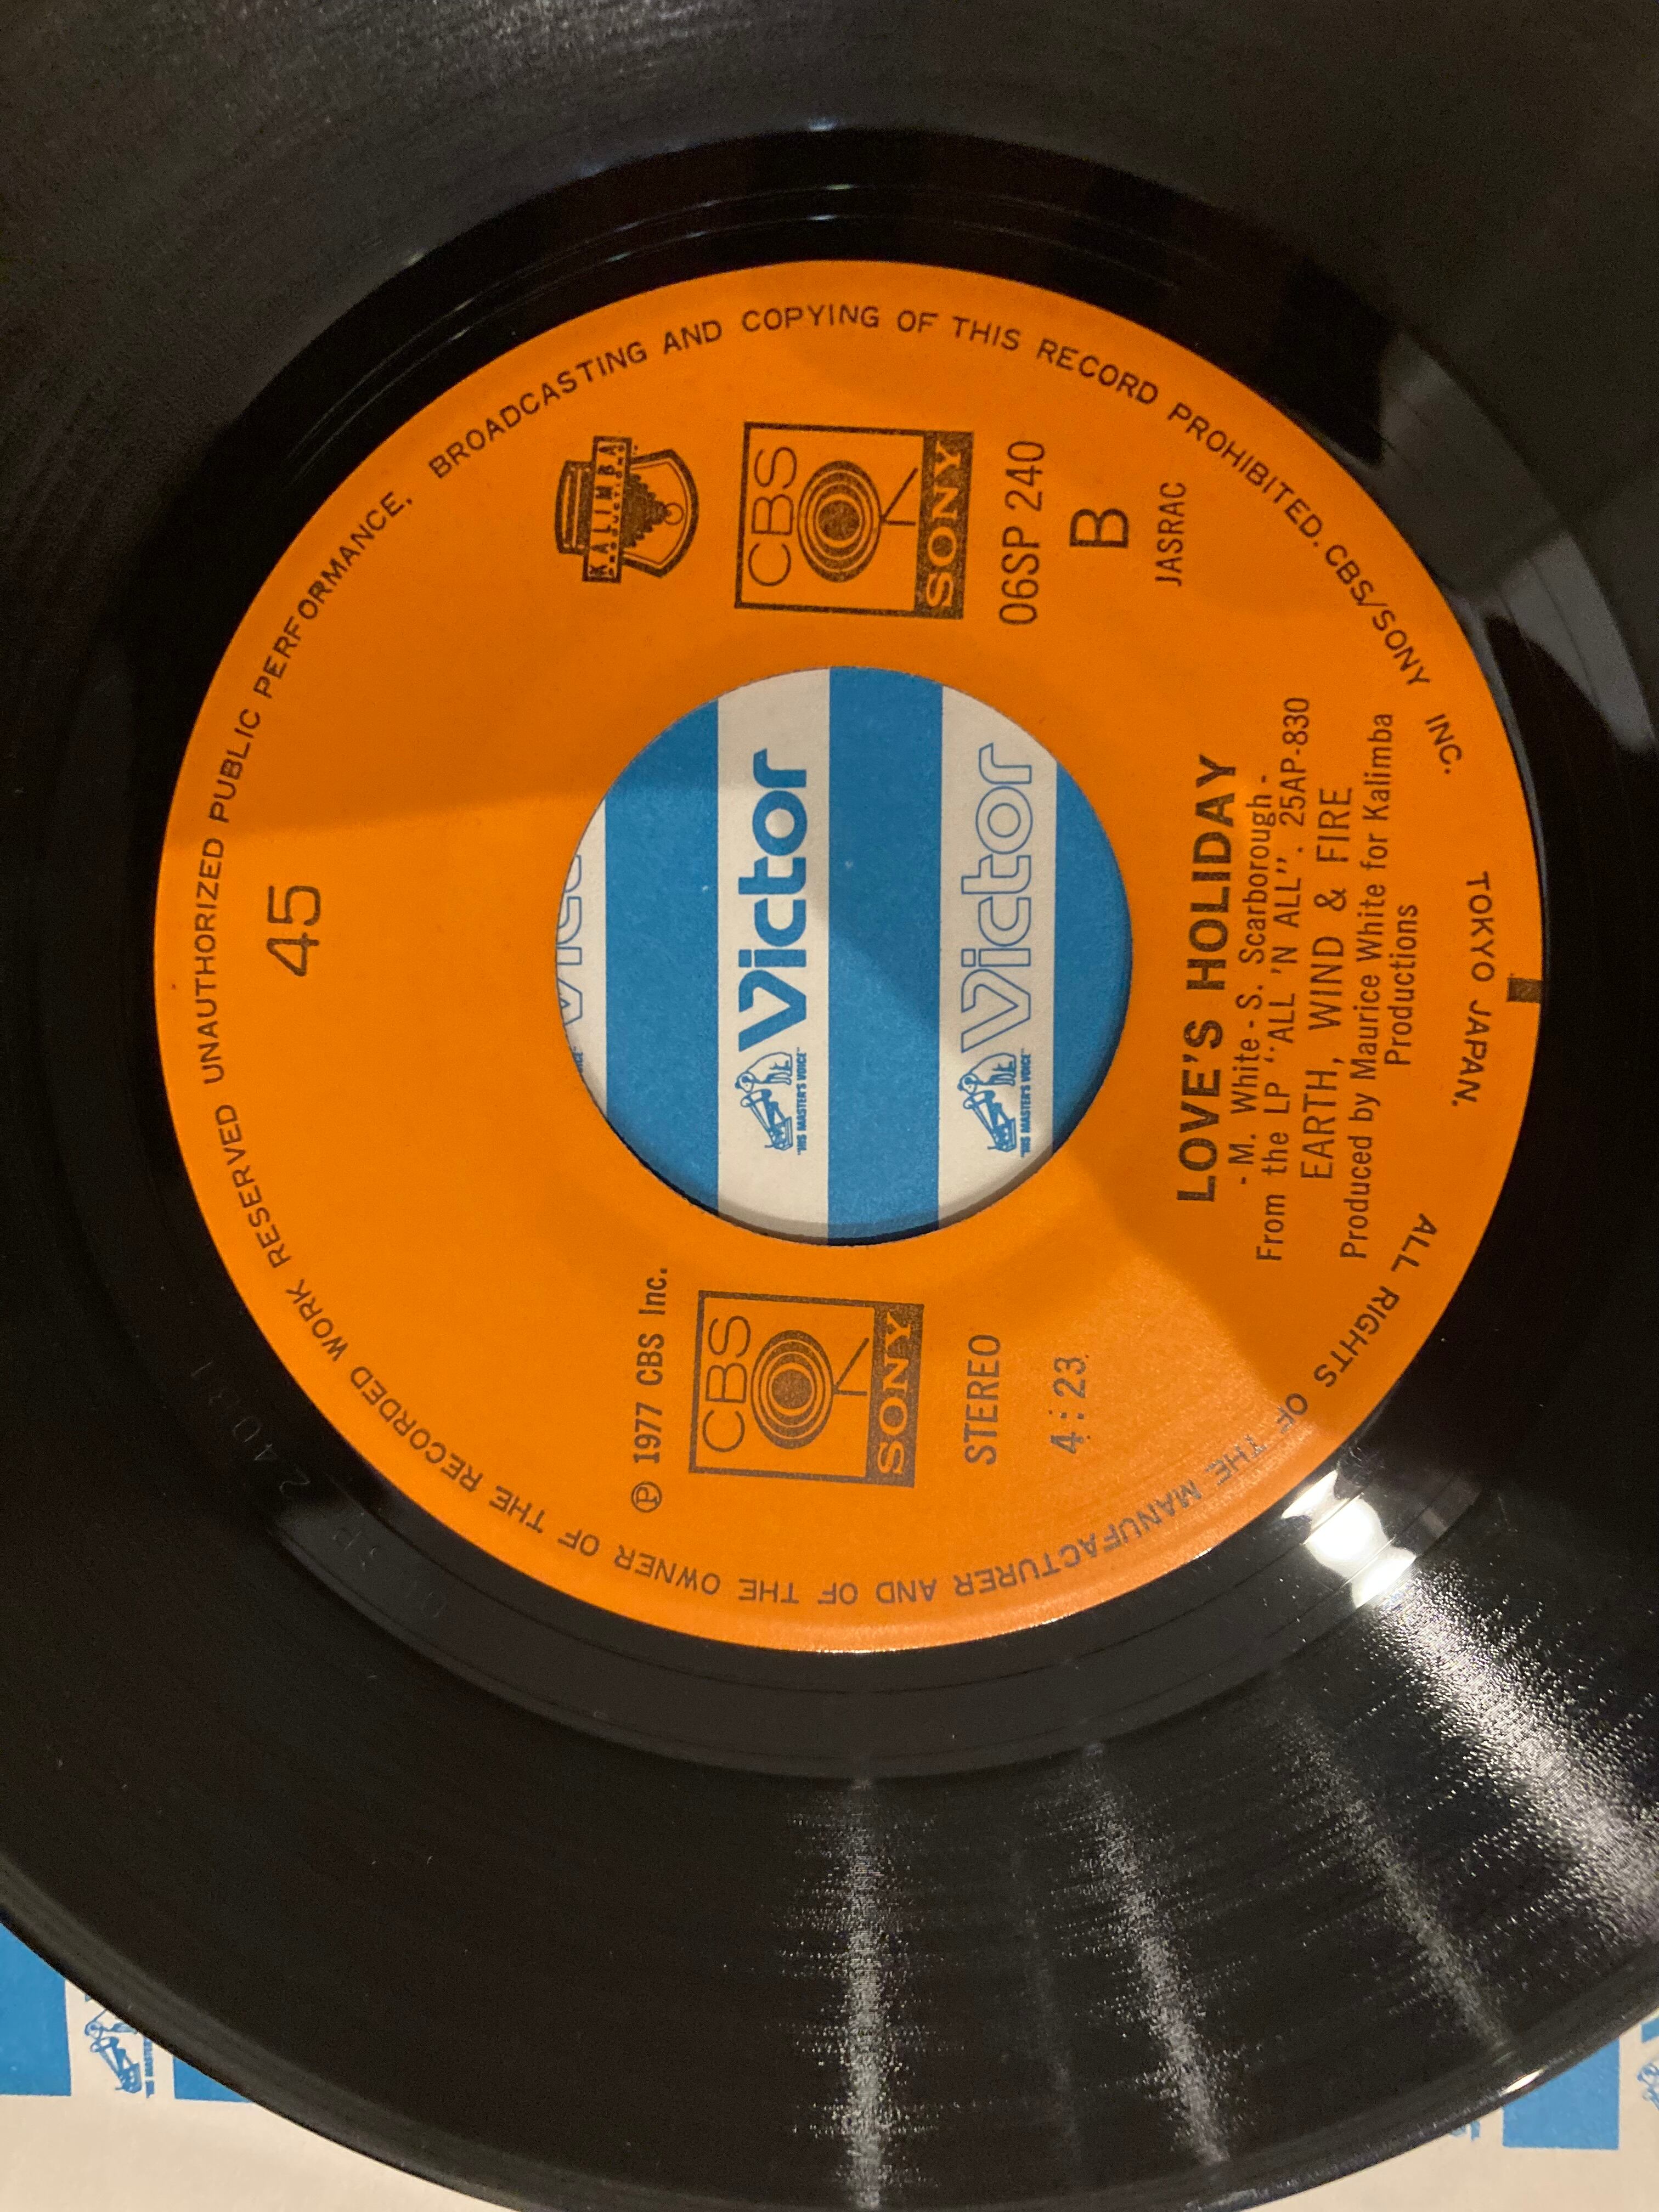 45
KALIMBA
PRODUCTIONS
CBS
SONY
06SP 240
B
JASRAC
℗ 1977 CBS Inc.
CBS
SONY
STEREO
4:23
LOVE'S HOLIDAY
- M. White - S. Scarborough -
From the LP “ALL 'N ALL”. 25AP-830
EARTH, WIND & FIRE
Produced by Maurice White for Kalimba
Productions
ALL RIGHTS OF THE MANUFACTURER AND OF THE OWNER OF THE RECORDED WORK RESERVED UNAUTHORIZED PUBLIC PERFORMANCE. BROADCASTING AND COPYING OF THIS RECORD PROHIBITED. CBS/SONY INC. TOKYO JAPAN.
Victor
"HIS MASTER'S VOICE"
Victor
"HIS MASTER'S VOICE"